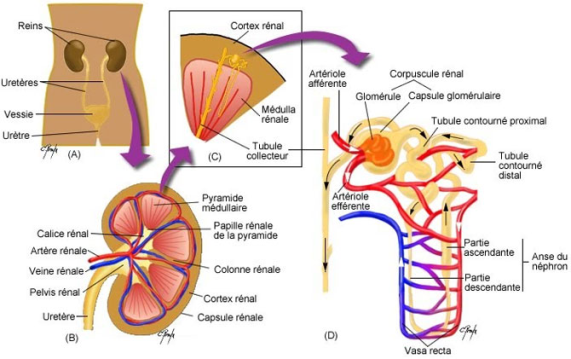 Reins
Uretères
Vessie
Urètre
(A)
Cortex rénal
Médulla
rénale
Tubule
collecteur
(C)
Artériole
afférente
Corpuscule rénal
Glomérule
Capsule glomérulaire
Tubule contourné proximal
Tubule
contourné
distal
Artériole
efférente
Partie
ascendante
Anse du
néphron
Partie
descendante
Vasa recta
(D)
Pyramide
médullaire
Calice rénal
Papille rénale
de la pyramide
Artère rénale
Veine rénale
Colonne rénale
Pelvis rénal
Cortex rénal
Uretère
Capsule rénale
(B)